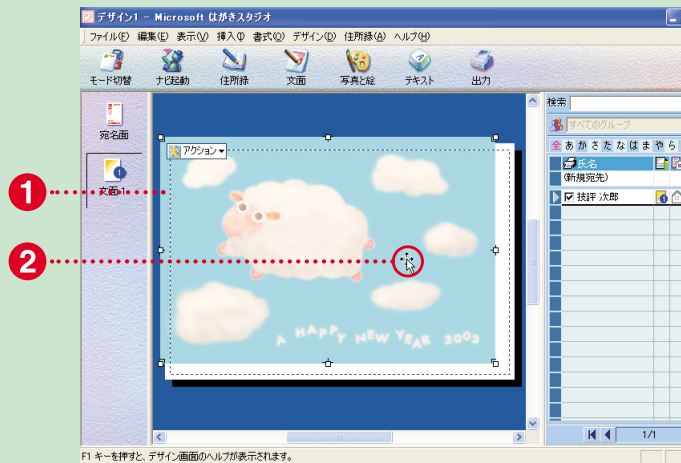 デザイン1 - Microsoft はがきスタジオ
ファイル(F) 編集(E) 表示(V) 挿入(I) 書式(O) デザイン(D) 住所録(A) ヘルプ(H)
モード切替 ナビ起動 住所録 文面 写真と絵 テキスト 出力
宛名面
文面-1
1
2
アクション
A HAPPY NEW YEAR 2003
検索
すべてのグループ
全 あ か さ た な は ま や ら
氏名
(新規宛先)
技評 次郎
1/1
F1 キーを押すと、デザイン画面のヘルプが表示されます。